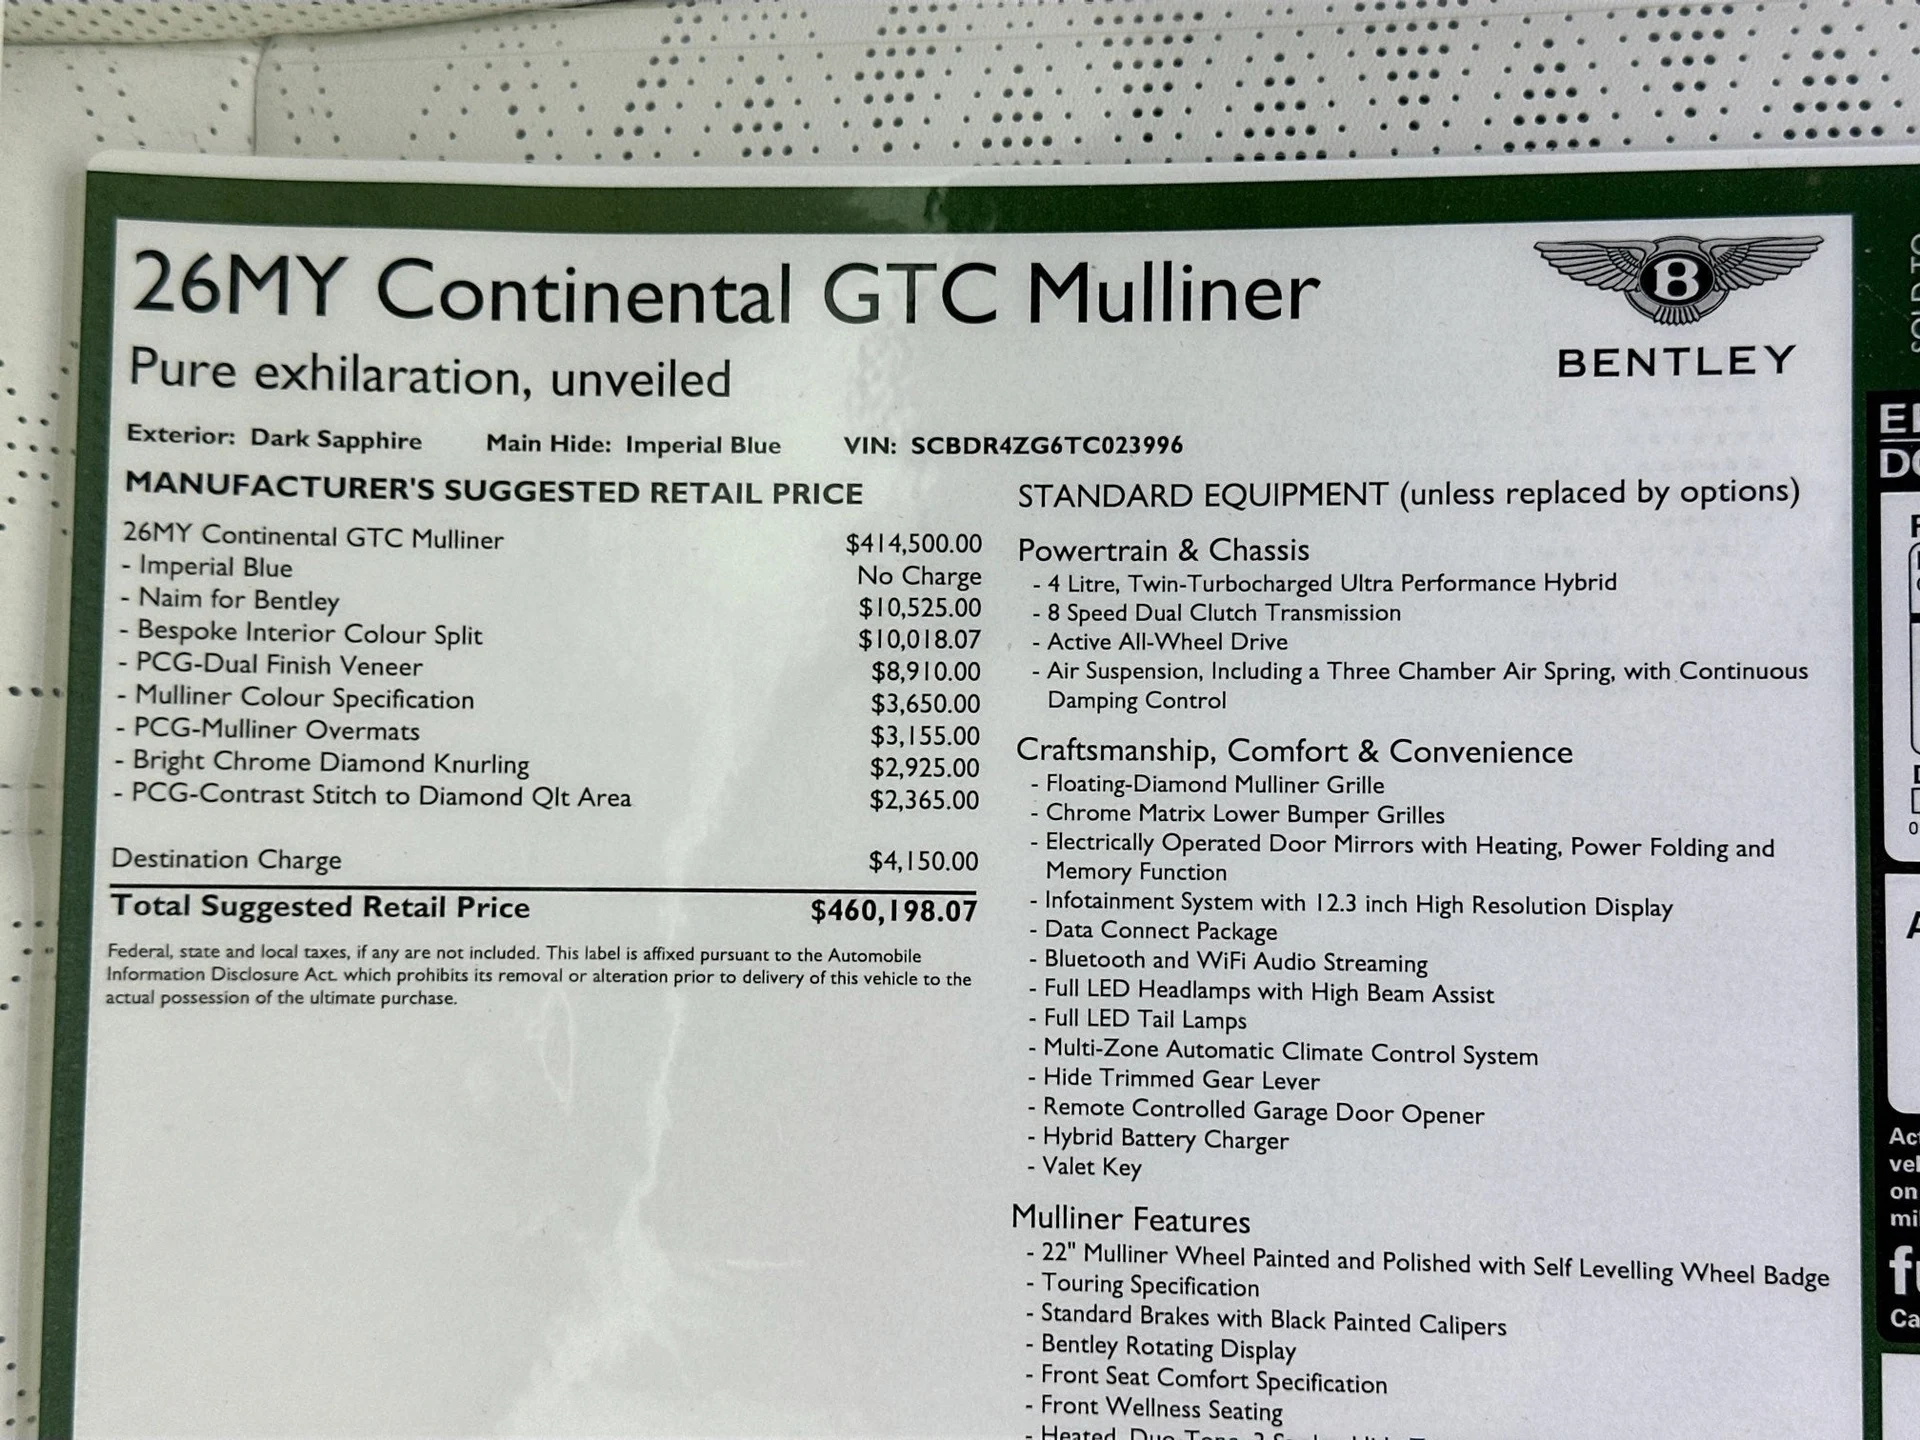 26MY Continental GTC Mulliner
B
BENTLEY
Pure exhilaration, unveiled
Exterior: Dark Sapphire Main Hide: Imperial Blue VIN: SCBDR4ZG6TC023996
MANUFACTURER'S SUGGESTED RETAIL PRICE
26MY Continental GTC Mulliner $414,500.00
- Imperial Blue No Charge
- Naim for Bentley $10,525.00
- Bespoke Interior Colour Split $10,018.07
- PCG-Dual Finish Veneer $8,910.00
- Mulliner Colour Specification $3,650.00
- PCG-Mulliner Overmats $3,155.00
- Bright Chrome Diamond Knurling $2,925.00
- PCG-Contrast Stitch to Diamond Qlt Area $2,365.00
Destination Charge $4,150.00
Total Suggested Retail Price $460,198.07
Federal, state and local taxes, if any are not included. This label is affixed pursuant to the Automobile
Information Disclosure Act. which prohibits its removal or alteration prior to delivery of this vehicle to the
actual possession of the ultimate purchase.
STANDARD EQUIPMENT (unless replaced by options)
Powertrain & Chassis
- 4 Litre, Twin-Turbocharged Ultra Performance Hybrid
- 8 Speed Dual Clutch Transmission
- Active All-Wheel Drive
- Air Suspension, Including a Three Chamber Air Spring, with Continuous
Damping Control
Craftsmanship, Comfort & Convenience
- Floating-Diamond Mulliner Grille
- Chrome Matrix Lower Bumper Grilles
- Electrically Operated Door Mirrors with Heating, Power Folding and
Memory Function
- Infotainment System with 12.3 inch High Resolution Display
- Data Connect Package
- Bluetooth and WiFi Audio Streaming
- Full LED Headlamps with High Beam Assist
- Full LED Tail Lamps
- Multi-Zone Automatic Climate Control System
- Hide Trimmed Gear Lever
- Remote Controlled Garage Door Opener
- Hybrid Battery Charger
- Valet Key
Mulliner Features
- 22" Mulliner Wheel Painted and Polished with Self Levelling Wheel Badge
- Touring Specification
- Standard Brakes with Black Painted Calipers
- Bentley Rotating Display
- Front Seat Comfort Specification
- Front Wellness Seating
SOLD TO
on